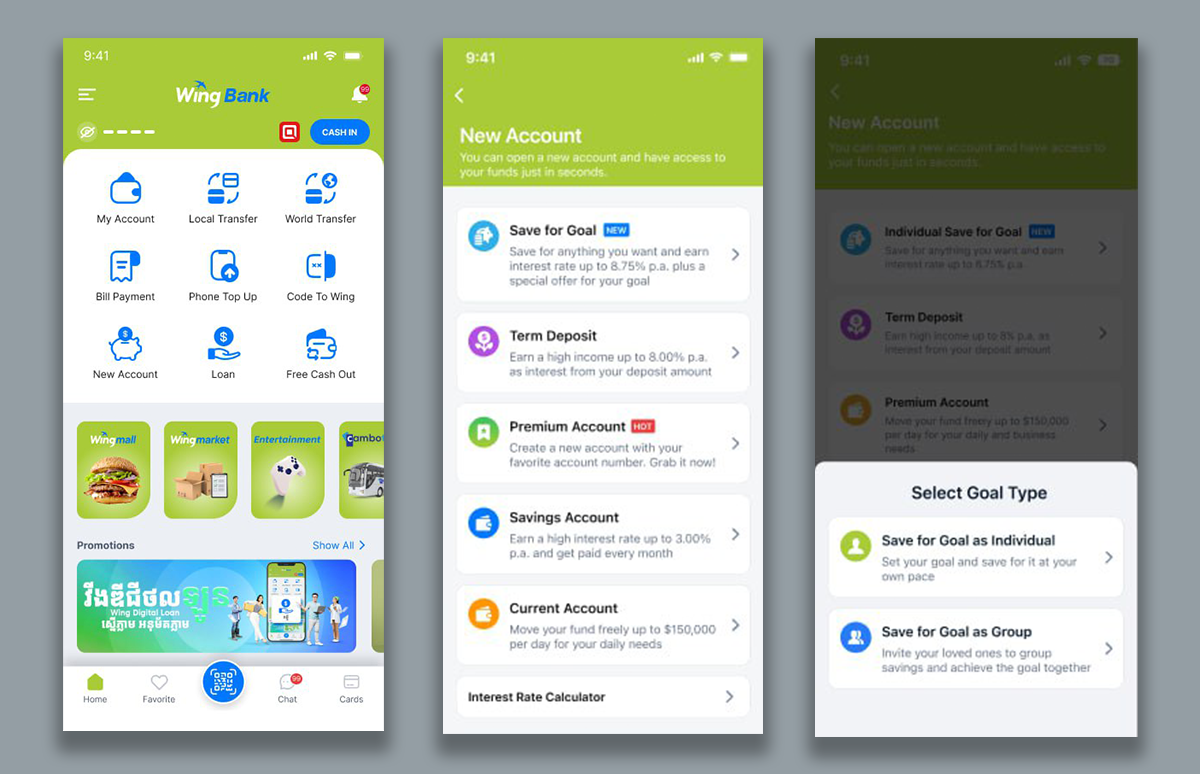 9:41
Wing Bank
99
CASH IN
My Account
Local Transfer
World Transfer
Bill Payment
Phone Top Up
Code To Wing
New Account
Loan
Free Cash Out
Wingmall
Wingmarket
Entertainment
Promotions
Show All
វីងឌីជីថលឡូន
Wing Digital Loan
ស្នើភ្លាម អនុម័តភ្លាម
Home
Favorite
99
Chat
Cards
9:41
New Account
You can open a new account and have access to
your funds just in seconds.
Save for Goal NEW
Save for anything you want and earn
interest rate up to 8.75% p.a. plus a
special offer for your goal
Term Deposit
Earn a high income up to 8.00% p.a.
as interest from your deposit amount
Premium Account HOT
Create a new account with your
favorite account number. Grab it now!
Savings Account
Earn a high interest rate up to 3.00%
p.a. and get paid every month
Current Account
Move your fund freely up to $150,000
per day for your daily needs
Interest Rate Calculator
9:41
New Account
You can open a new account and have access to
your funds just in seconds.
Individual Save for Goal NEW
Save for anything you want and earn
interest rate up to 8.75% p.a.
Term Deposit
Earn high income up to 8% p.a. as
interest from your deposit amount
Premium Account
Move your fund freely up to $150,000
per day for your daily and business
needs
Select Goal Type
Save for Goal as Individual
Set your goal and save for it at your
own pace
Save for Goal as Group
Invite your loved ones to group
savings and achieve the goal together